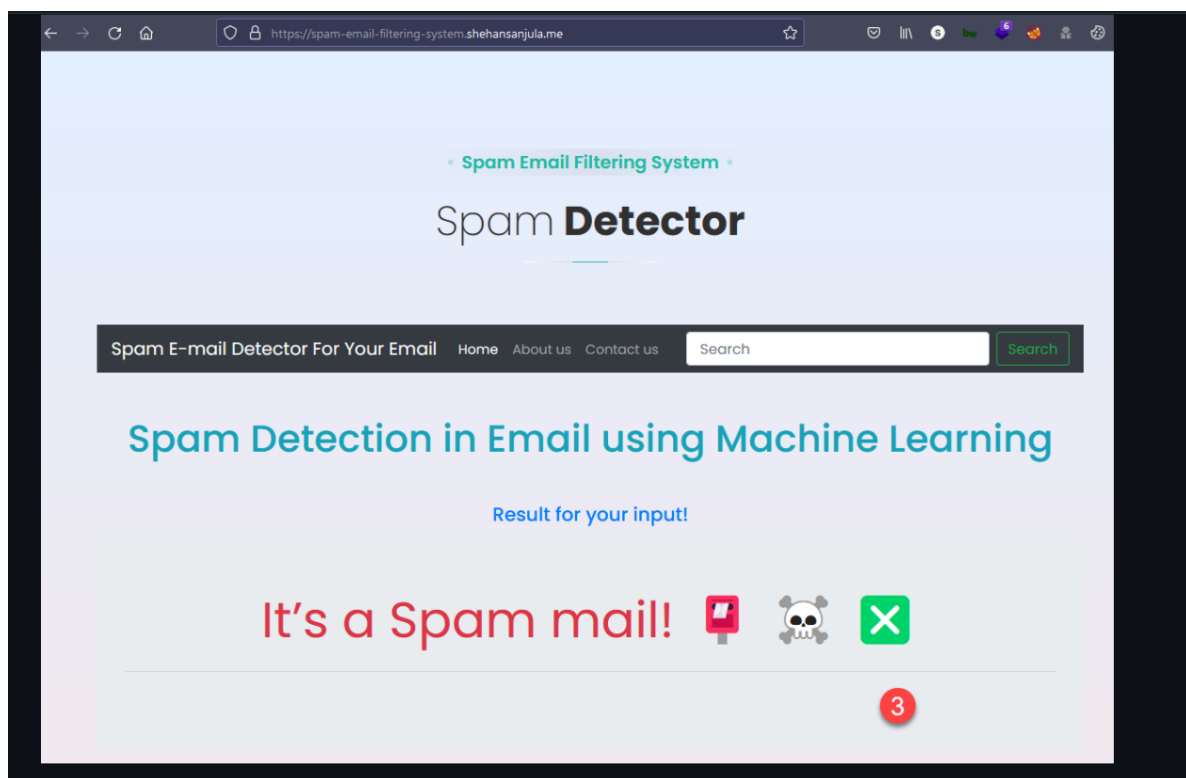 https://spam-email-filtering-system.shehansanjula.me
S
6
Spam Email Filtering System
Spam Detector
Spam E-mail Detector For Your Email Home About us Contact us Search Search
Spam Detection in Email using Machine Learning
Result for your input!
It's a Spam mail!
3